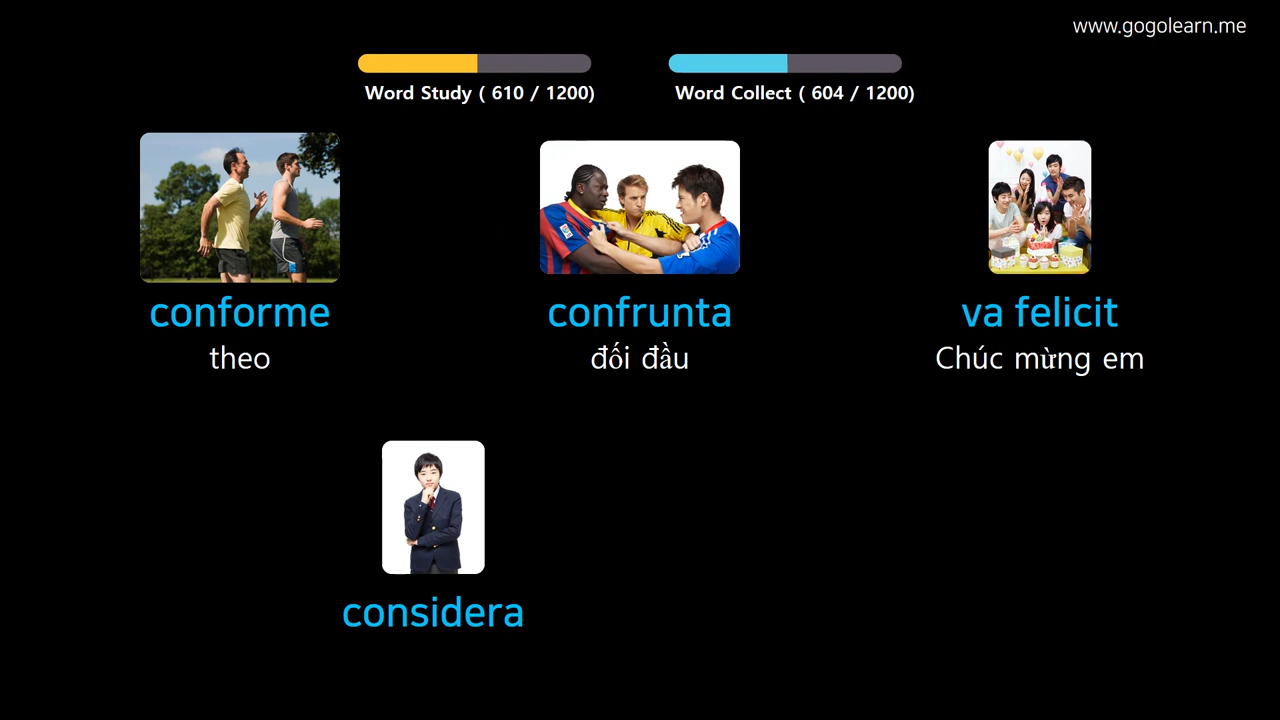 www.gogolearn.me
Word Study ( 610 / 1200)
Word Collect ( 604 / 1200)
conforme
theo
confrunta
đối đầu
va felicit
Chúc mừng em
considera